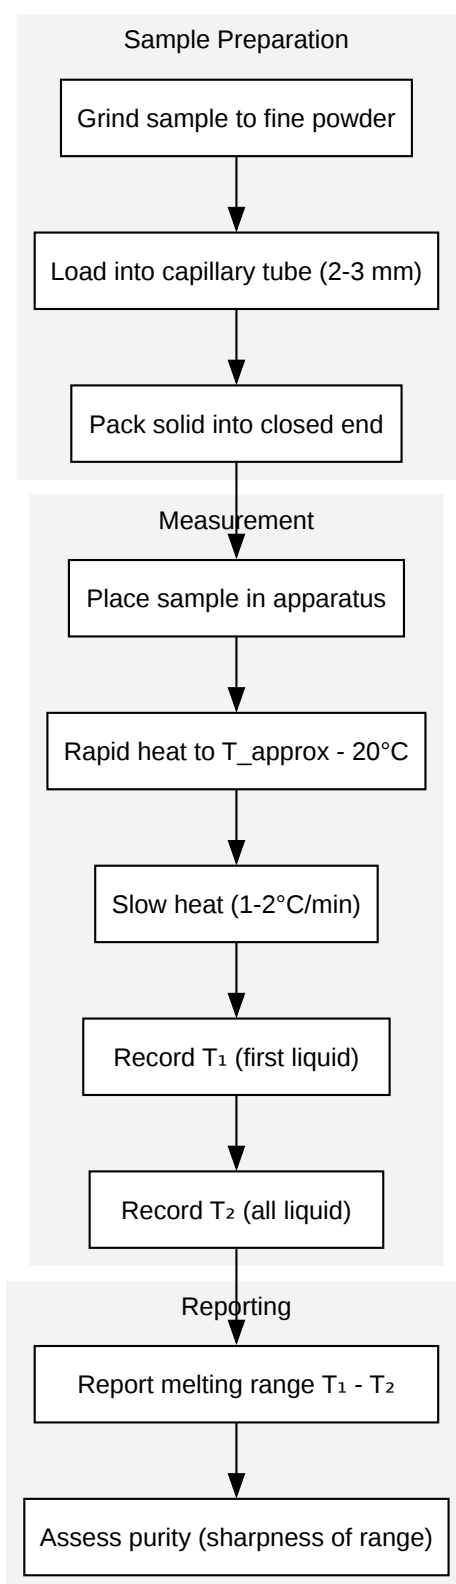 Sample Preparation
Grind sample to fine powder
Load into capillary tube (2-3 mm)
Pack solid into closed end
Measurement
Place sample in apparatus
Rapid heat to T_approx - 20°C
Slow heat (1-2°C/min)
Record T₁ (first liquid)
Record T₂ (all liquid)
Reporting
Report melting range T₁ - T₂
Assess purity (sharpness of range)